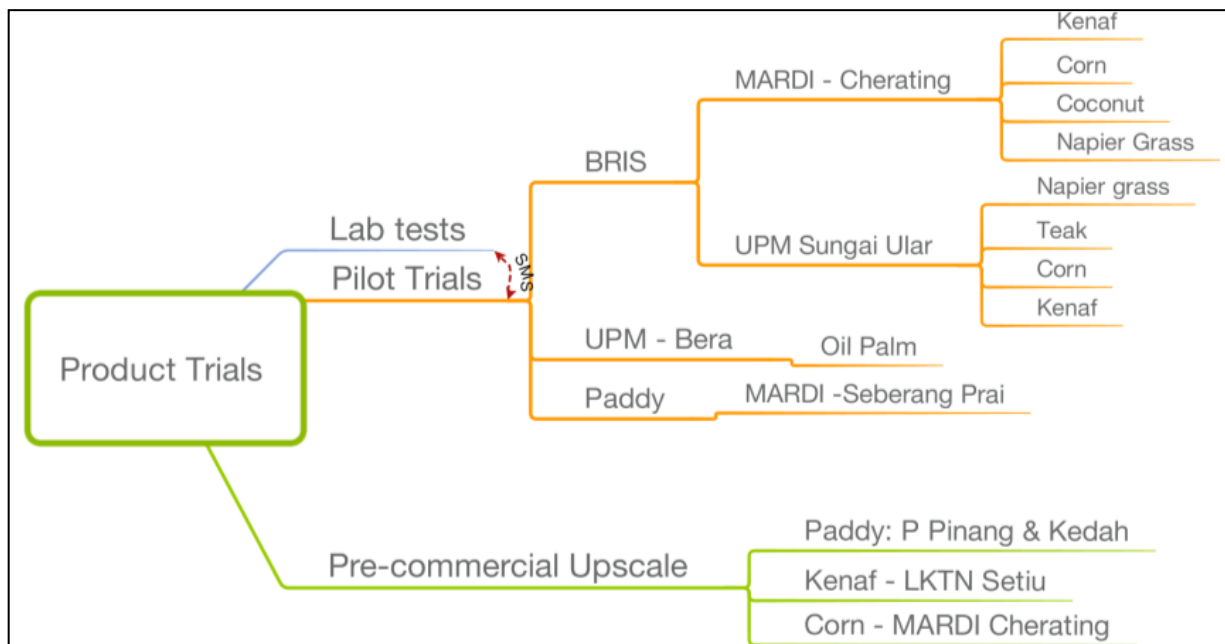 Kenaf
MARDI - Cherating
Corn
Coconut
Napier Grass
BRIS
Napier grass
Lab tests
UPM Sungai Ular
Teak
SMS
Pilot Trials
Corn
Kenaf
UPM - Bera
Oil Palm
Product Trials
Paddy
MARDI -Seberang Prai
Paddy: P Pinang & Kedah
Pre-commercial Upscale
Kenaf - LKTN Setiu
Corn - MARDI Cherating